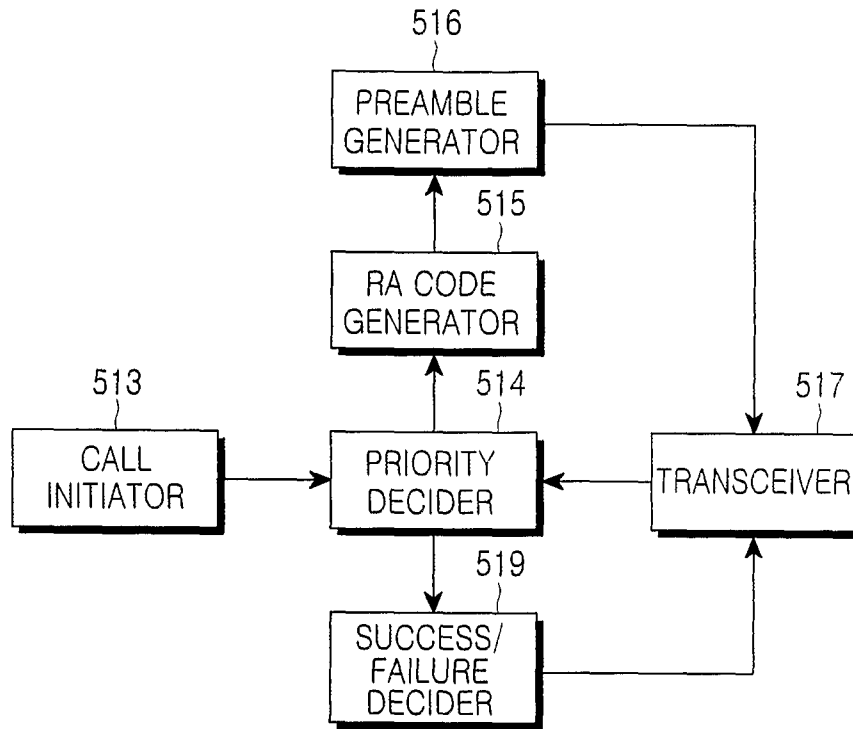 516
PREAMBLE
GENERATOR
515
RA CODE
GENERATOR
513
514
517
CALL
INITIATOR
PRIORITY
DECIDER
TRANSCEIVER
519
SUCCESS/
FAILURE
DECIDER